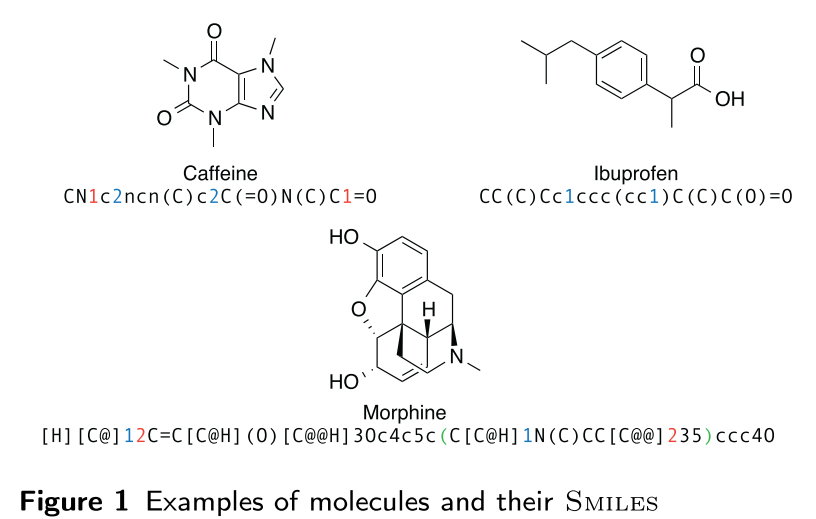 O
N
N
O
N
N
Caffeine
CN1c2ncn(C)c2C(=O)N(C)C1=O
O
OH
Ibuprofen
CC(C)Cc1ccc(cc1)C(C)C(O)=O
HO
O
H
N
HO
Morphine
[H][C@]12C=C[C@H](O)[C@@H]3Oc4c5c(C[C@H]1N(C)CC[C@@]235)ccc4O
Figure 1 Examples of molecules and their SMILES